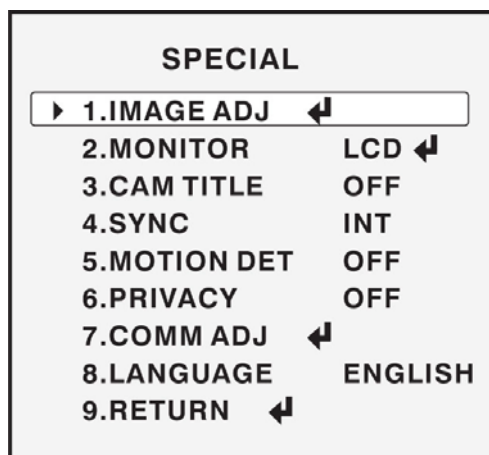 SPECIAL
1.IMAGE ADJ ↲
2.MONITOR LCD ↲
3.CAM TITLE OFF
4.SYNC INT
5.MOTION DET OFF
6.PRIVACY OFF
7.COMM ADJ ↲
8.LANGUAGE ENGLISH
9.RETURN ↲